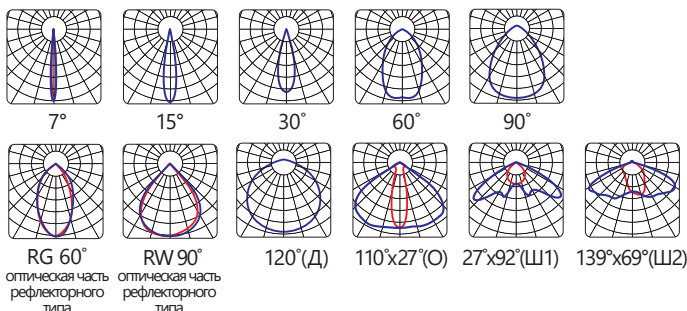 7° 15° 30° 60° 90°
RG 60° RW 90° 120°(Д) 110°x27°(О) 27°x92°(Ш1) 139°x69°(Ш2)
оптическая часть оптическая часть
рефлекторного рефлекторного
типа типа